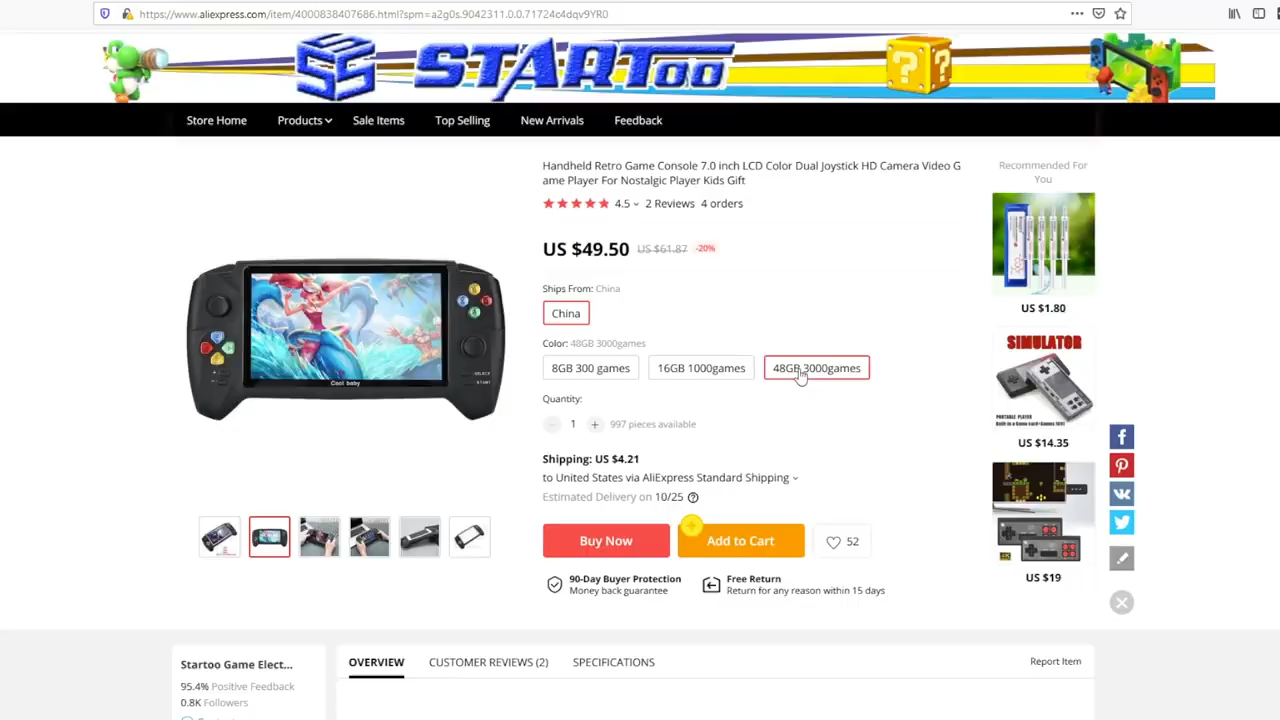 https://www.aliexpress.com/item/4000838407686.html?spm=a2g0s.9042311.0.0.71724c4dqv9YR0
STARToo
Store Home
Products
Sale Items
Top Selling
New Arrivals
Feedback
Handheld Retro Game Console 7.0 inch LCD Color Dual Joystick HD Camera Video G
ame Player For Nostalgic Player Kids Gift
4.5
2 Reviews
4 orders
US $49.50
US $61.87
-20%
Ships From: China
China
Color: 48GB 3000games
8GB 300 games
16GB 1000games
48GB 3000games
Quantity:
1
997 pieces available
Shipping: US $4.21
to United States via AliExpress Standard Shipping
Estimated Delivery on 10/25
Buy Now
Add to Cart
52
90-Day Buyer Protection
Money back guarantee
Free Return
Return for any reason within 15 days
Cool baby
SELECT
START
Recommended For
You
US $1.80
SIMULATOR
US $14.35
US $19
Startoo Game Elect...
95.4% Positive Feedback
0.8K Followers
OVERVIEW
CUSTOMER REVIEWS (2)
SPECIFICATIONS
Report Item